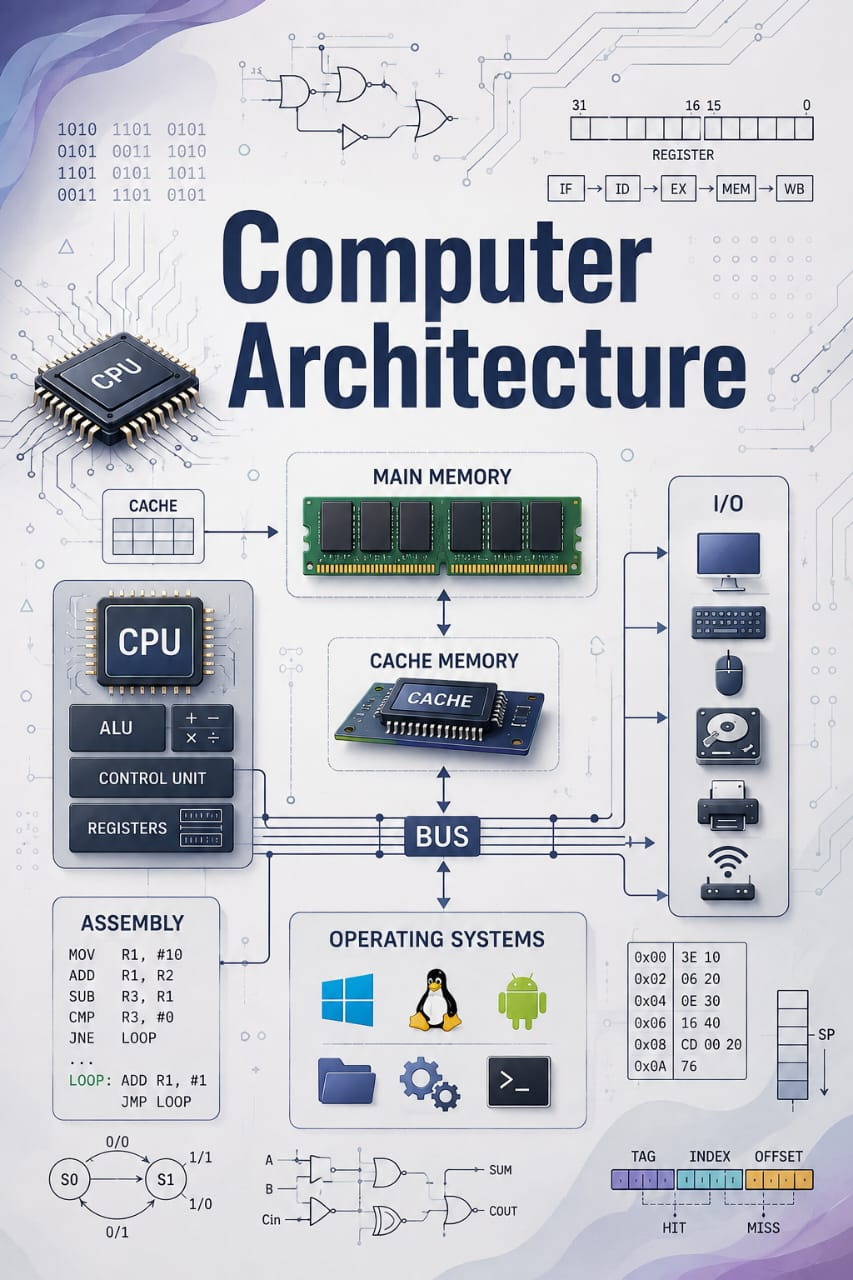 1010 1101 0101
0101 0011 1010
1101 0101 1011
0011 1101 0101
31 16 15 0
REGISTER
IF ID EX MEM WB
Computer
Architecture
CPU
CACHE
MAIN MEMORY
I/O
CPU
ALU
+ −
× ÷
CONTROL UNIT
REGISTERS
CACHE MEMORY
CACHE
BUS
ASSEMBLY
MOV R1, #10
ADD R1, R2
SUB R3, R1
CMP R3, #0
JNE LOOP
...
LOOP: ADD R1, #1
JMP LOOP
OPERATING SYSTEMS
>_
0x00 3E 10
0x02 06 20
0x04 0E 30
0x06 16 40
0x08 CD 00 20
0x0A 76
SP
0/0
S0 S1
1/1
1/0
0/1
A
B
Cin
SUM
COUT
TAG INDEX OFFSET
HIT MISS